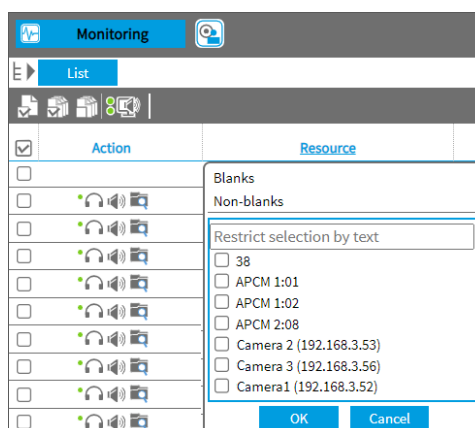 Monitoring
List
Action Resource
Blanks
Non-blanks
Restrict selection by text
38
APCM 1:01
APCM 1:02
APCM 2:08
Camera 2 (192.168.3.53)
Camera 3 (192.168.3.56)
Camera1 (192.168.3.52)
OK Cancel